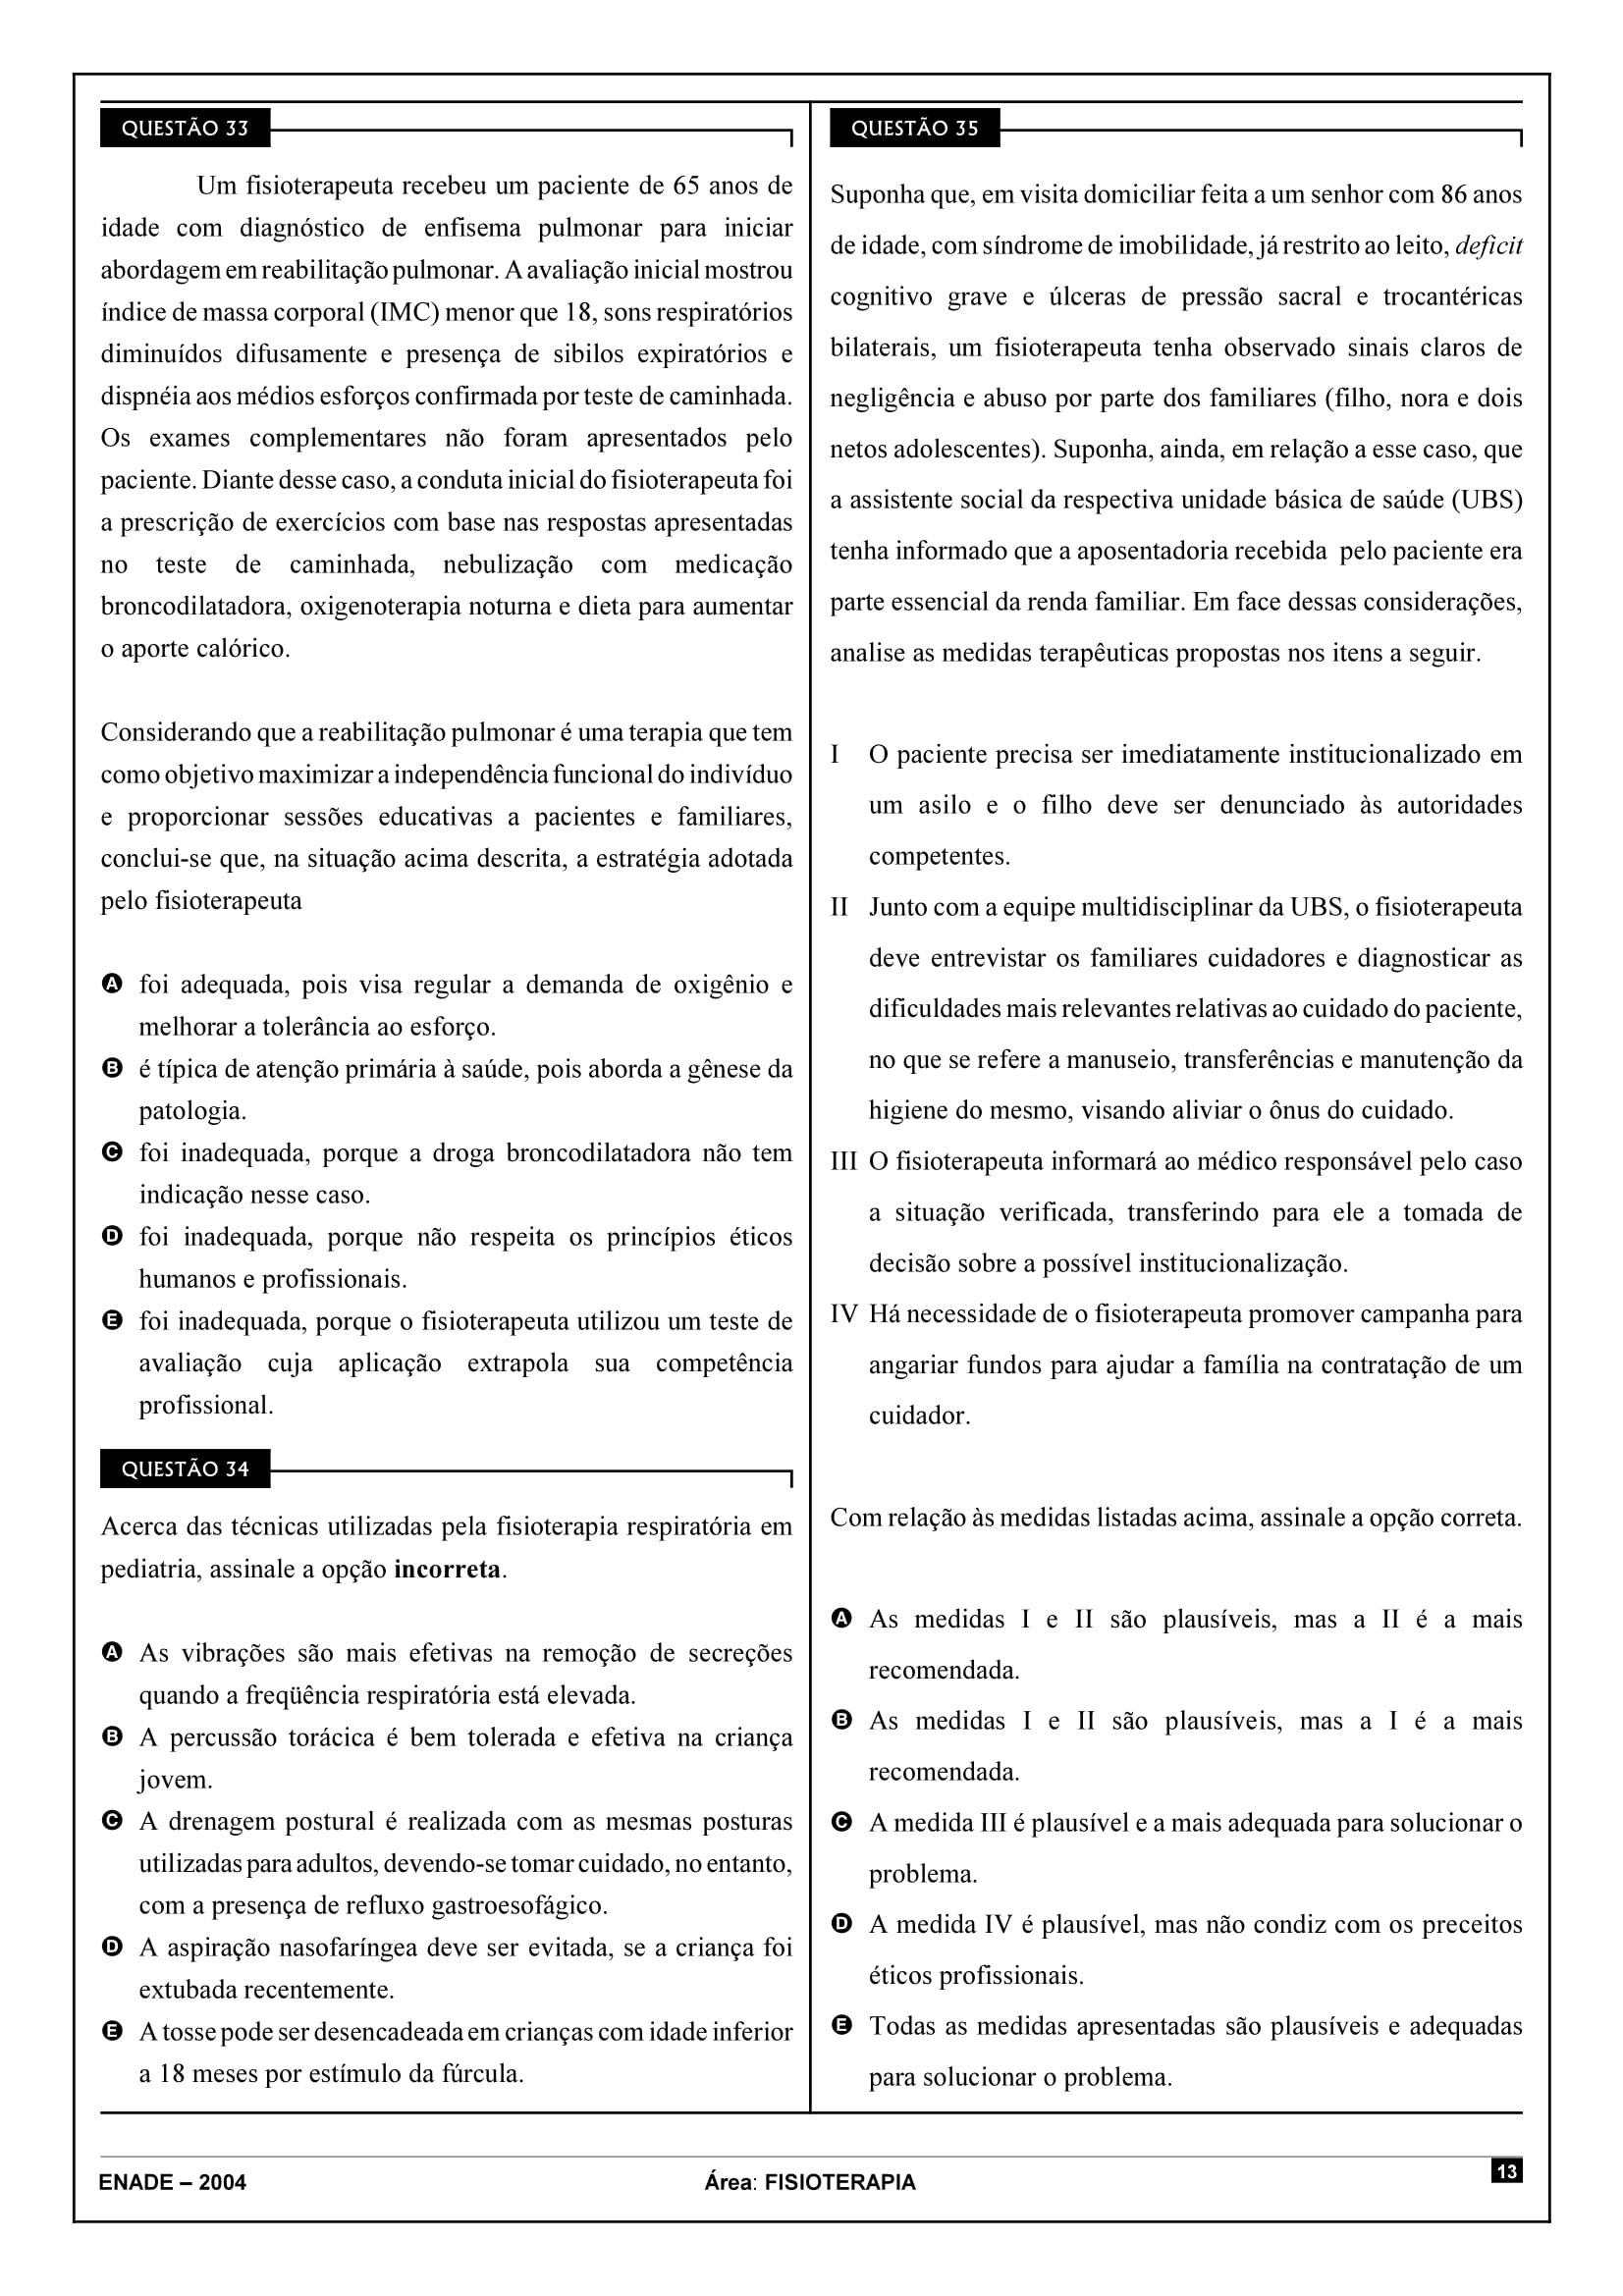 QUESTÃO 33
Um fisioterapeuta recebeu um paciente de 65 anos de
idade com diagnóstico de enfisema pulmonar para iniciar
abordagem em reabilitação pulmonar. A avaliação inicial mostrou
índice de massa corporal (IMC) menor que 18, sons respiratórios
diminuídos difusamente e presença de sibilos expiratórios e
dispnéia aos médios esforços confirmada por teste de caminhada.
Os exames complementares não foram apresentados pelo
paciente. Diante desse caso, a conduta inicial do fisioterapeuta foi
a prescrição de exercícios com base nas respostas apresentadas
no teste de caminhada, nebulização com medicação
broncodilatadora, oxigenoterapia noturna e dieta para aumentar
o aporte calórico.
Considerando que a reabilitação pulmonar é uma terapia que tem
como objetivo maximizar a independência funcional do indivíduo
e proporcionar sessões educativas a pacientes e familiares,
conclui-se que, na situação acima descrita, a estratégia adotada
pelo fisioterapeuta
A foi adequada, pois visa regular a demanda de oxigênio e
melhorar a tolerância ao esforço.
B é típica de atenção primária à saúde, pois aborda a gênese da
patologia.
C foi inadequada, porque a droga broncodilatadora não tem
indicação nesse caso.
D foi inadequada, porque não respeita os princípios éticos
humanos e profissionais.
E foi inadequada, porque o fisioterapeuta utilizou um teste de
avaliação cuja aplicação extrapola sua competência
profissional.
QUESTÃO 34
Acerca das técnicas utilizadas pela fisioterapia respiratória em
pediatria, assinale a opção incorreta.
A As vibrações são mais efetivas na remoção de secreções
quando a freqüência respiratória está elevada.
B A percussão torácica é bem tolerada e efetiva na criança
jovem.
C A drenagem postural é realizada com as mesmas posturas
utilizadas para adultos, devendo-se tomar cuidado, no entanto,
com a presença de refluxo gastroesofágico.
D A aspiração nasofaríngea deve ser evitada, se a criança foi
extubada recentemente.
E A tosse pode ser desencadeada em crianças com idade inferior
a 18 meses por estímulo da fúrcula.
QUESTÃO 35
Suponha que, em visita domiciliar feita a um senhor com 86 anos
de idade, com síndrome de imobilidade, já restrito ao leito, deficit
cognitivo grave e úlceras de pressão sacral e trocantéricas
bilaterais, um fisioterapeuta tenha observado sinais claros de
negligência e abuso por parte dos familiares (filho, nora e dois
netos adolescentes). Suponha, ainda, em relação a esse caso, que
a assistente social da respectiva unidade básica de saúde (UBS)
tenha informado que a aposentadoria recebida pelo paciente era
parte essencial da renda familiar. Em face dessas considerações,
analise as medidas terapêuticas propostas nos itens a seguir.
I O paciente precisa ser imediatamente institucionalizado em
um asilo e o filho deve ser denunciado às autoridades
competentes.
II Junto com a equipe multidisciplinar da UBS, o fisioterapeuta
deve entrevistar os familiares cuidadores e diagnosticar as
dificuldades mais relevantes relativas ao cuidado do paciente,
no que se refere a manuseio, transferências e manutenção da
higiene do mesmo, visando aliviar o ônus do cuidado.
III O fisioterapeuta informará ao médico responsável pelo caso
a situação verificada, transferindo para ele a tomada de
decisão sobre a possível institucionalização.
IV Há necessidade de o fisioterapeuta promover campanha para
angariar fundos para ajudar a família na contratação de um
cuidador.
Com relação às medidas listadas acima, assinale a opção correta.
A As medidas I e II são plausíveis, mas a II é a mais
recomendada.
B As medidas I e II são plausíveis, mas a I é a mais
recomendada.
C A medida III é plausível e a mais adequada para solucionar o
problema.
D A medida IV é plausível, mas não condiz com os preceitos
éticos profissionais.
E Todas as medidas apresentadas são plausíveis e adequadas
para solucionar o problema.
ENADE – 2004
Área: FISIOTERAPIA
13